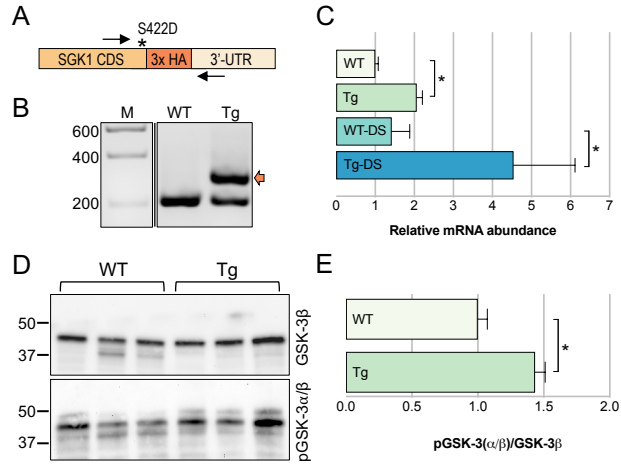 A
S422D
*
SGK1 CDS 3x HA 3'-UTR
B
M WT Tg
600
400
200
C
WT
Tg
WT-DS
Tg-DS
*
*
0 1 2 3 4 5 6 7
Relative mRNA abundance
D
WT Tg
50
37
GSK-3β
50
37
pGSK-3α/β
E
WT
Tg
*
0.0 0.5 1.0 1.5 2.0
pGSK-3(α/β)/GSK-3β